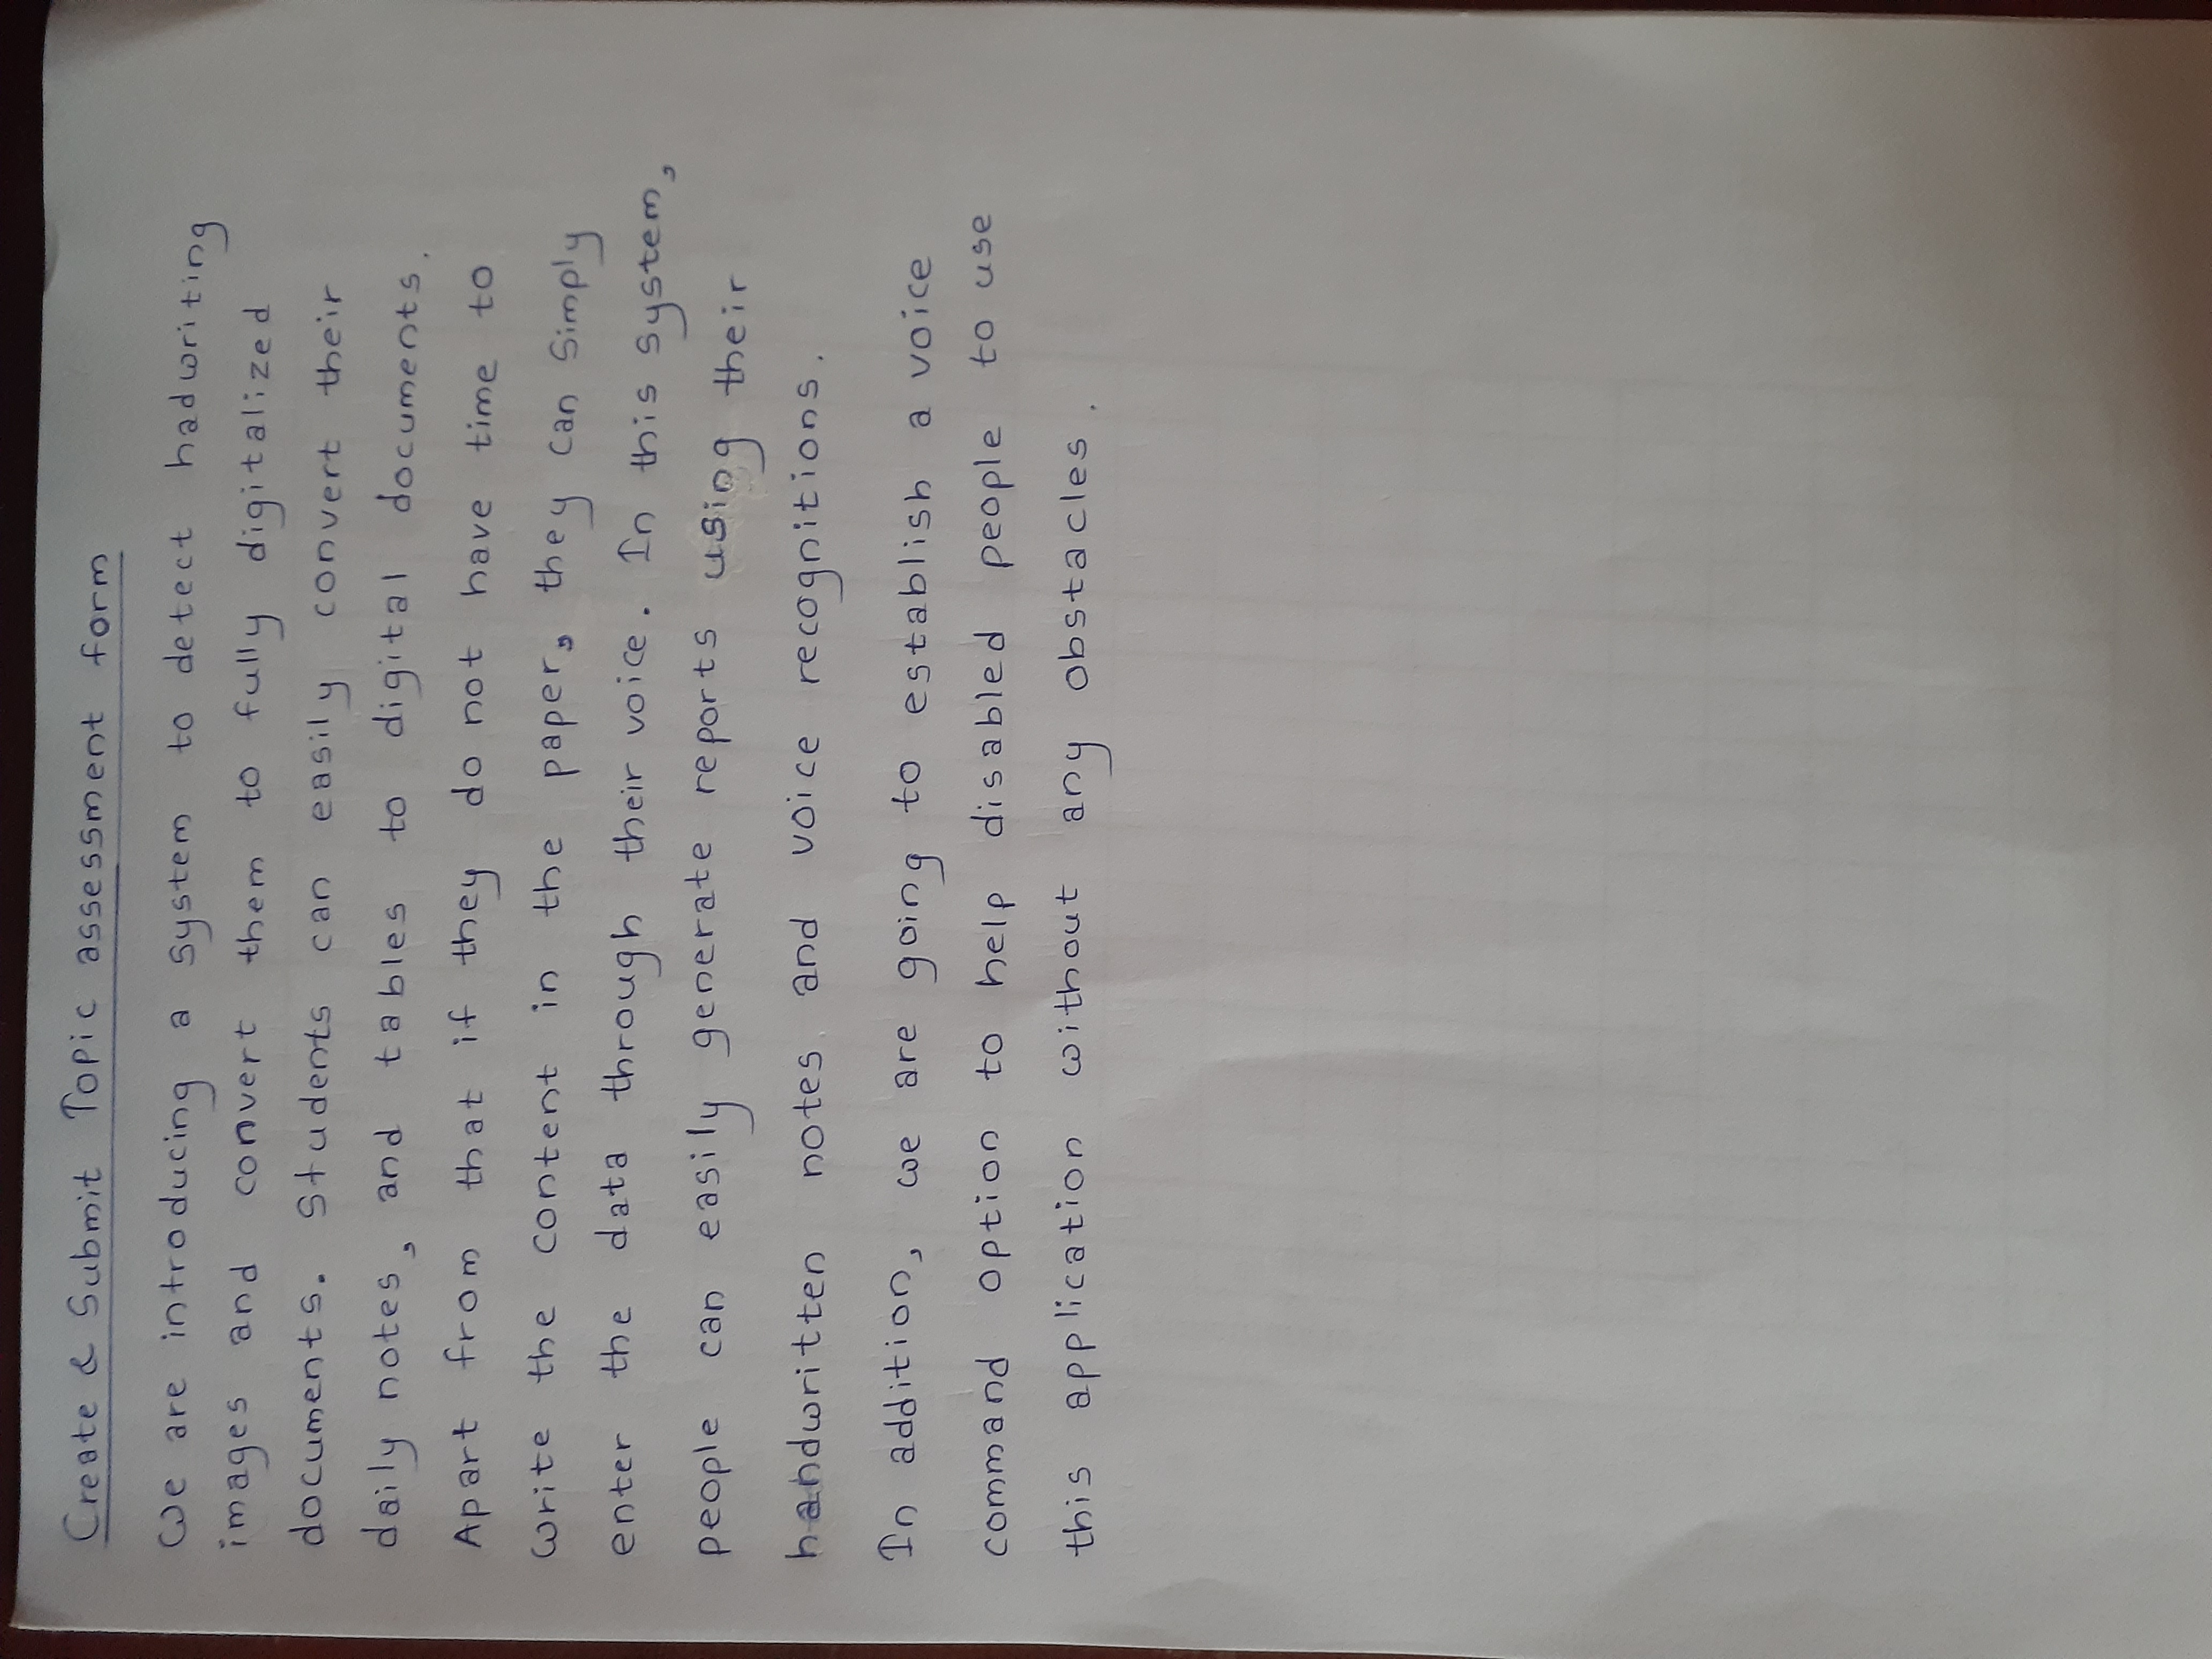 Create & Submit Topic assessment form
We are introducing a system to detect hadwriting
images and convert them to fully digitalized
documents. Students can easily convert their
daily notes, and tables to digital documents.
Apart from that if they do not have time to
write the content in the paper, they can simply
enter the data through their voice. In this system,
people can easily generate reports using their
handwritten notes and voice recognitions.
In addition, we are going to establish a voice
command option to help disabled people to use
this application without any obstacles.